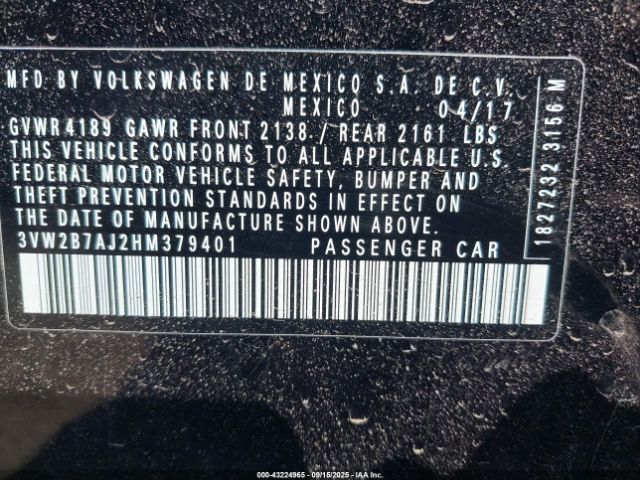 MFD BY VOLKSWAGEN DE MEXICO S.A. DE C.V.
MEXICO 04/17
GVWR 4189 GAWR FRONT 2138 / REAR 2161 LBS
THIS VEHICLE CONFORMS TO ALL APPLICABLE U.S.
FEDERAL MOTOR VEHICLE SAFETY, BUMPER AND
THEFT PREVENTION STANDARDS IN EFFECT ON
THE DATE OF MANUFACTURE SHOWN ABOVE.
3VW2B7AJ2HM379401 PASSENGER CAR
1827232 3156 M
000-43224965 - 09/15/2025 - IAA Inc.